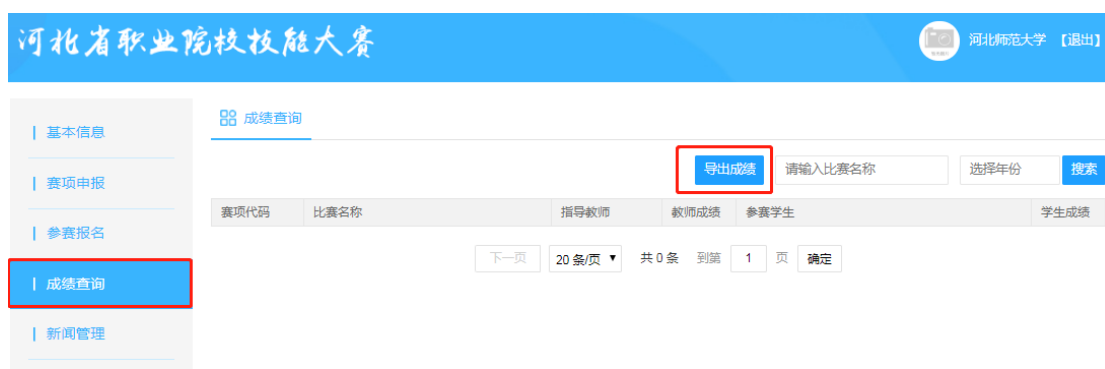 河北省职业院校技能大赛
河北师范大学 【退出】
基本信息
赛项申报
参赛报名
成绩查询
新闻管理
成绩查询
导出成绩 请输入比赛名称 选择年份 搜索
赛项代码 比赛名称 指导教师 教师成绩 参赛学生 学生成绩
下一页 20 条/页 共 0 条 到第 1 页 确定